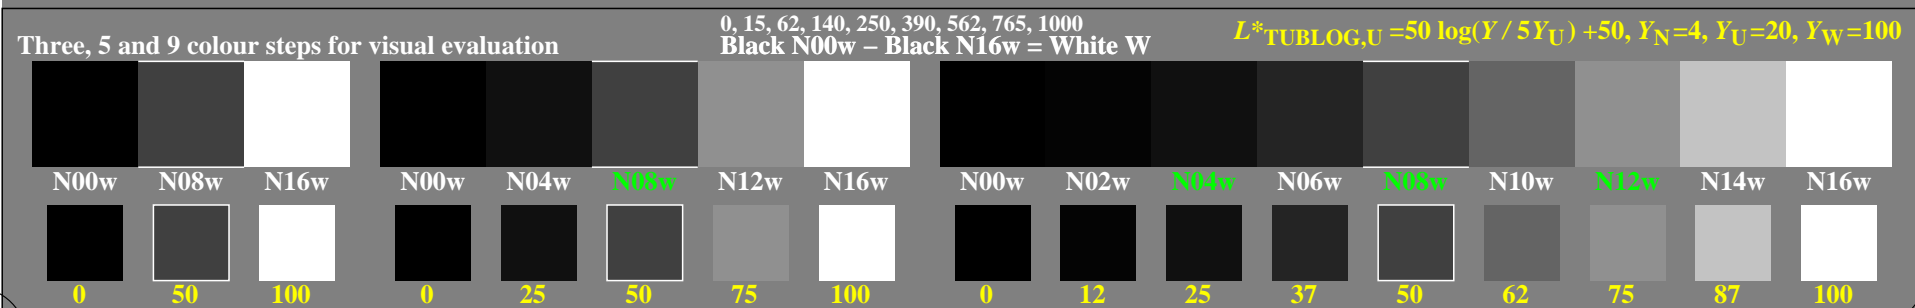 Three, 5 and 9 colour steps for visual evaluation
0, 15, 62, 140, 250, 390, 562, 765, 1000
Black N00w – Black N16w = White W
L*TUBLOG,U =50 log(Y / 5YU) +50, YN=4, YU=20, YW=100
N00w N08w N16w N00w N04w N08w N12w N16w N00w N02w N04w N06w N08w N10w N12w N14w N16w
0 50 100 0 25 50 75 100 0 12 25 37 50 62 75 87 100